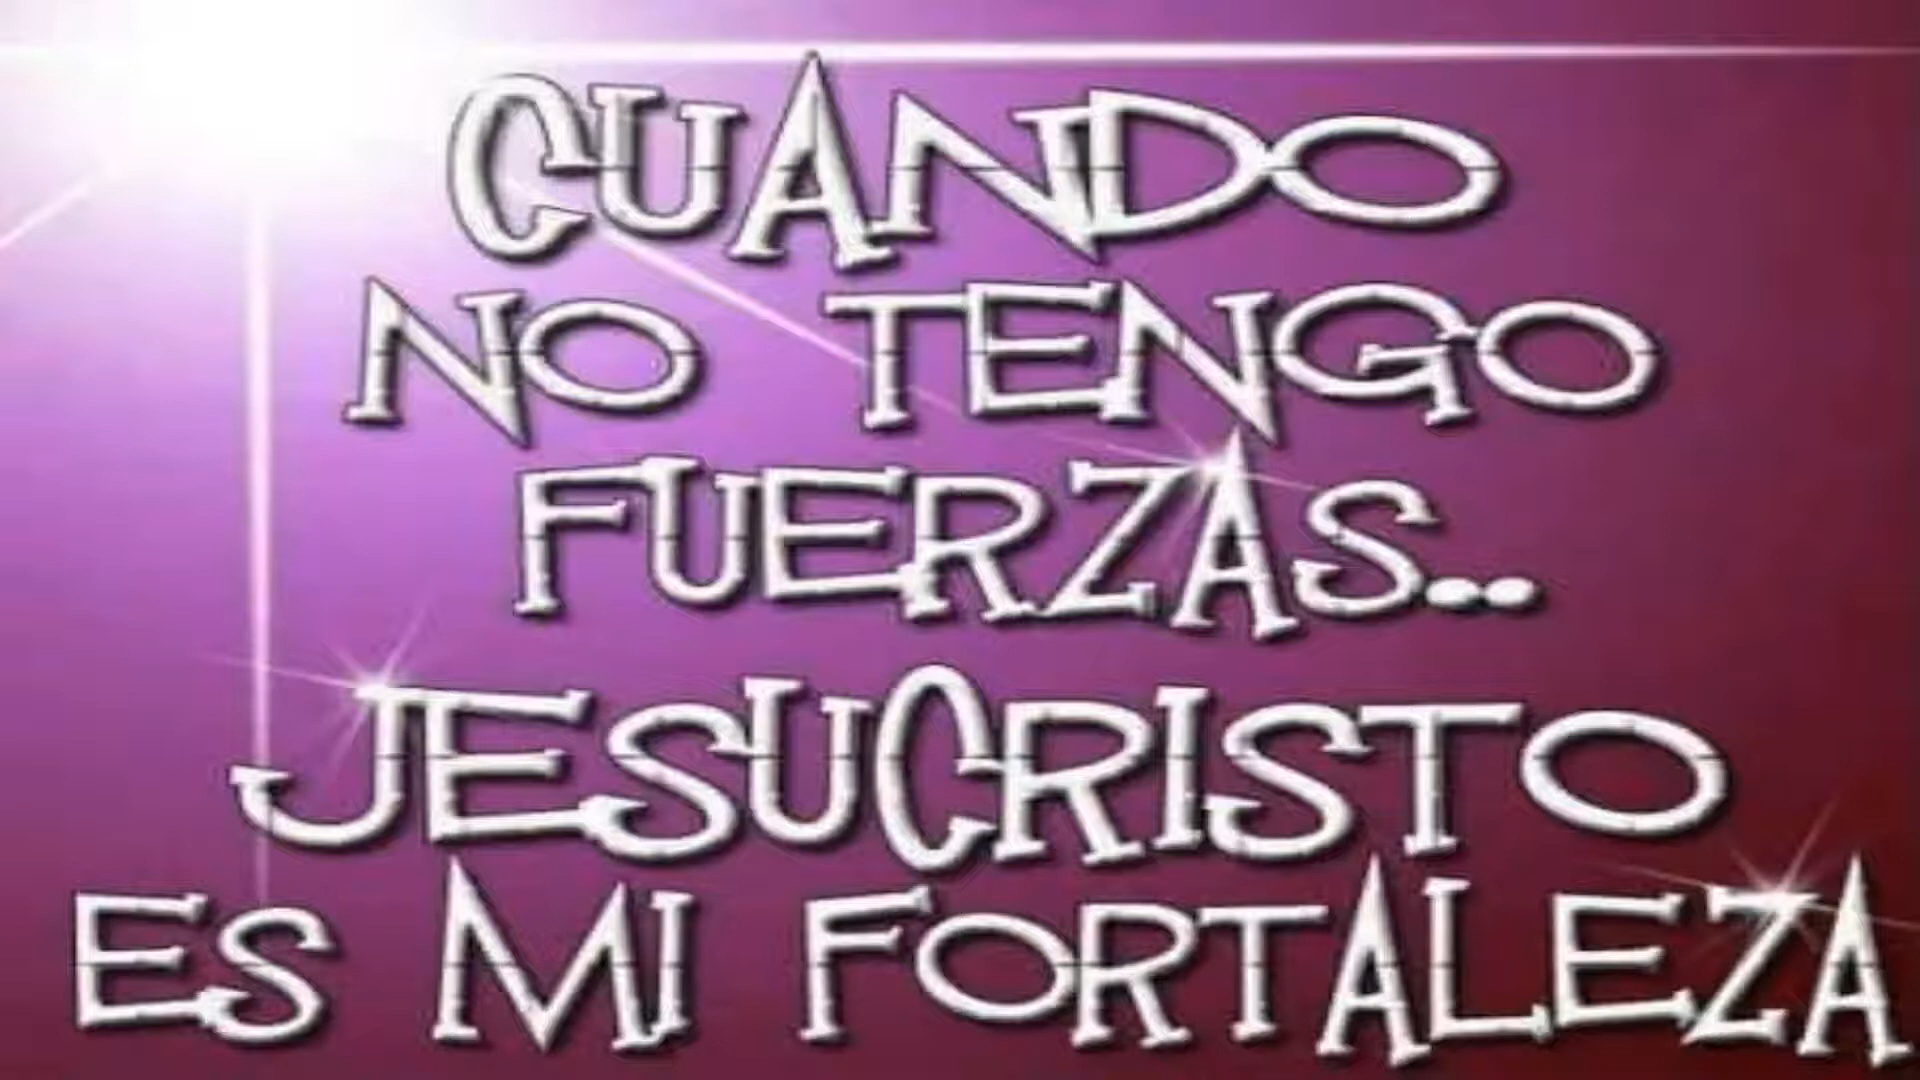 CUANDO
NO TENGO
FUERZAS..
JESUCRISTO
ES MI FORTALEZA